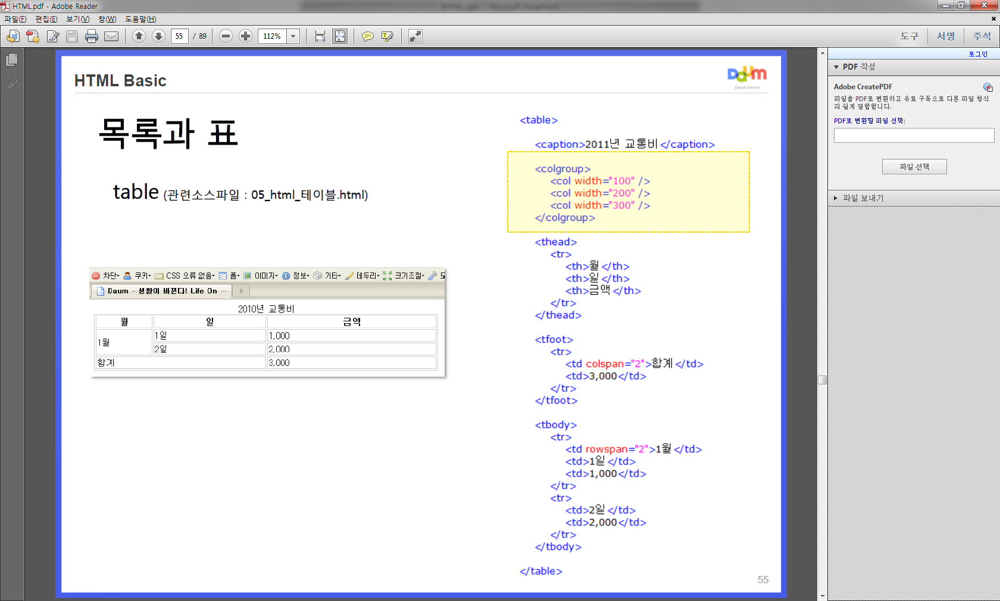 HTML.pdf - Adobe Reader
파일(F) 편집(E) 보기(V) 창(W) 도움말(H)
55 / 89 112% 도구 서명 주석
로그인
PDF 작성
Adobe CreatePDF
파일을 PDF로 변환하고 유료 구독으로 다른 파일 형식
과 쉽게 결합합니다.
PDF로 변환할 파일 선택:
파일 선택
파일 보내기
HTML Basic
Daum
Daum Service
목록과 표
table (관련소스파일 : 05_html_테이블.html)
차단 쿠키 CSS 오류 없음 폼 이미지 정보 기타 테두리 크기조절
Daum - 생활이 바뀐다! Life On ...
2010년 교통비
월 일 금액
1월 1일 1,000
2일 2,000
합계 3,000
<table>
<caption>2011년 교통비</caption>
<colgroup>
<col width="100" />
<col width="200" />
<col width="300" />
</colgroup>
<thead>
<tr>
<th>월</th>
<th>일</th>
<th>금액</th>
</tr>
</thead>
<tfoot>
<tr>
<td colspan="2">합계</td>
<td>3,000</td>
</tr>
</tfoot>
<tbody>
<tr>
<td rowspan="2">1월</td>
<td>1일</td>
<td>1,000</td>
</tr>
<tr>
<td>2일</td>
<td>2,000</td>
</tr>
</tbody>
</table>
55